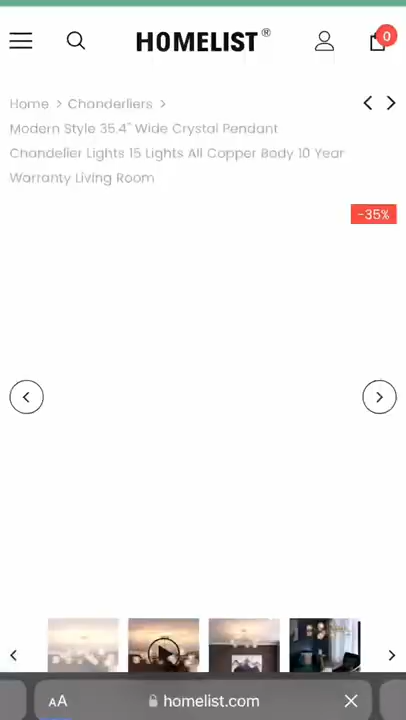 HOMELIST®
0
Home > Chanderliers >
Modern Style 35.4" Wide Crystal Pendant
Chandelier Lights 15 Lights All Copper Body 10 Year
Warranty Living Room
-35%
AA homelist.com